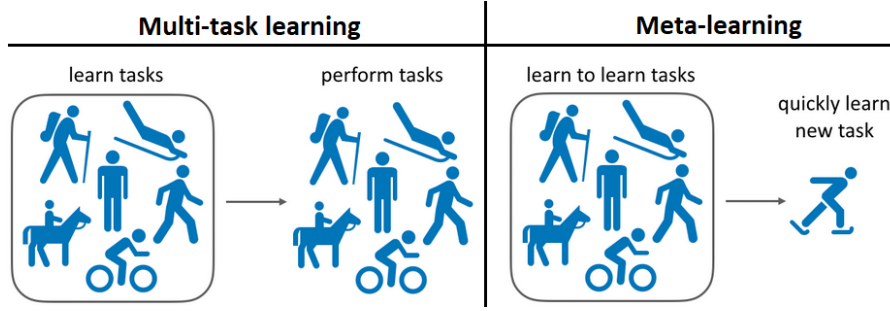 Multi-task learning
Meta-learning
learn tasks
perform tasks
learn to learn tasks
quickly learn
new task